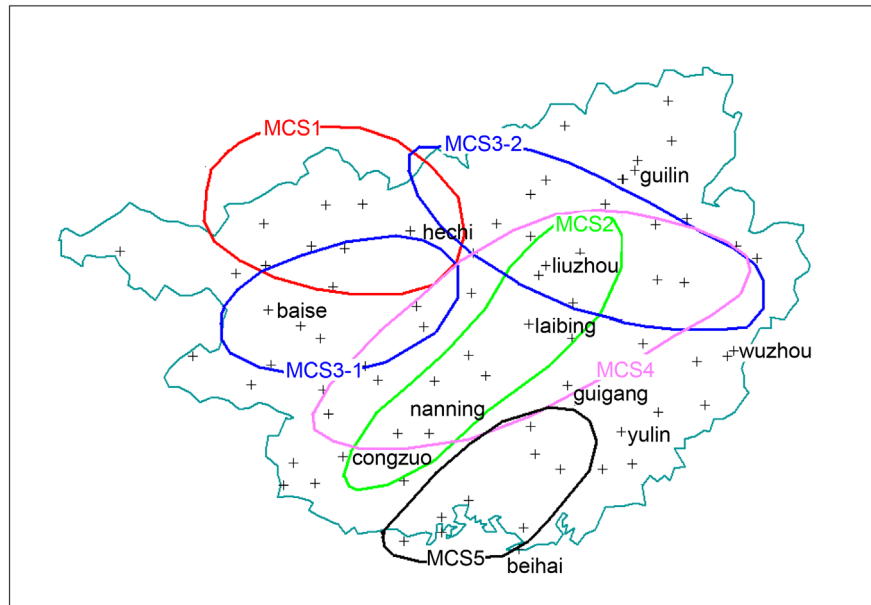 MCS1
MCS3-2
guilin
hechi
MCS2
liuzhou
baise
laibing
wuzhou
MCS3-1
MCS4
guigang
nanning
yulin
congzuo
MCS5
beihai